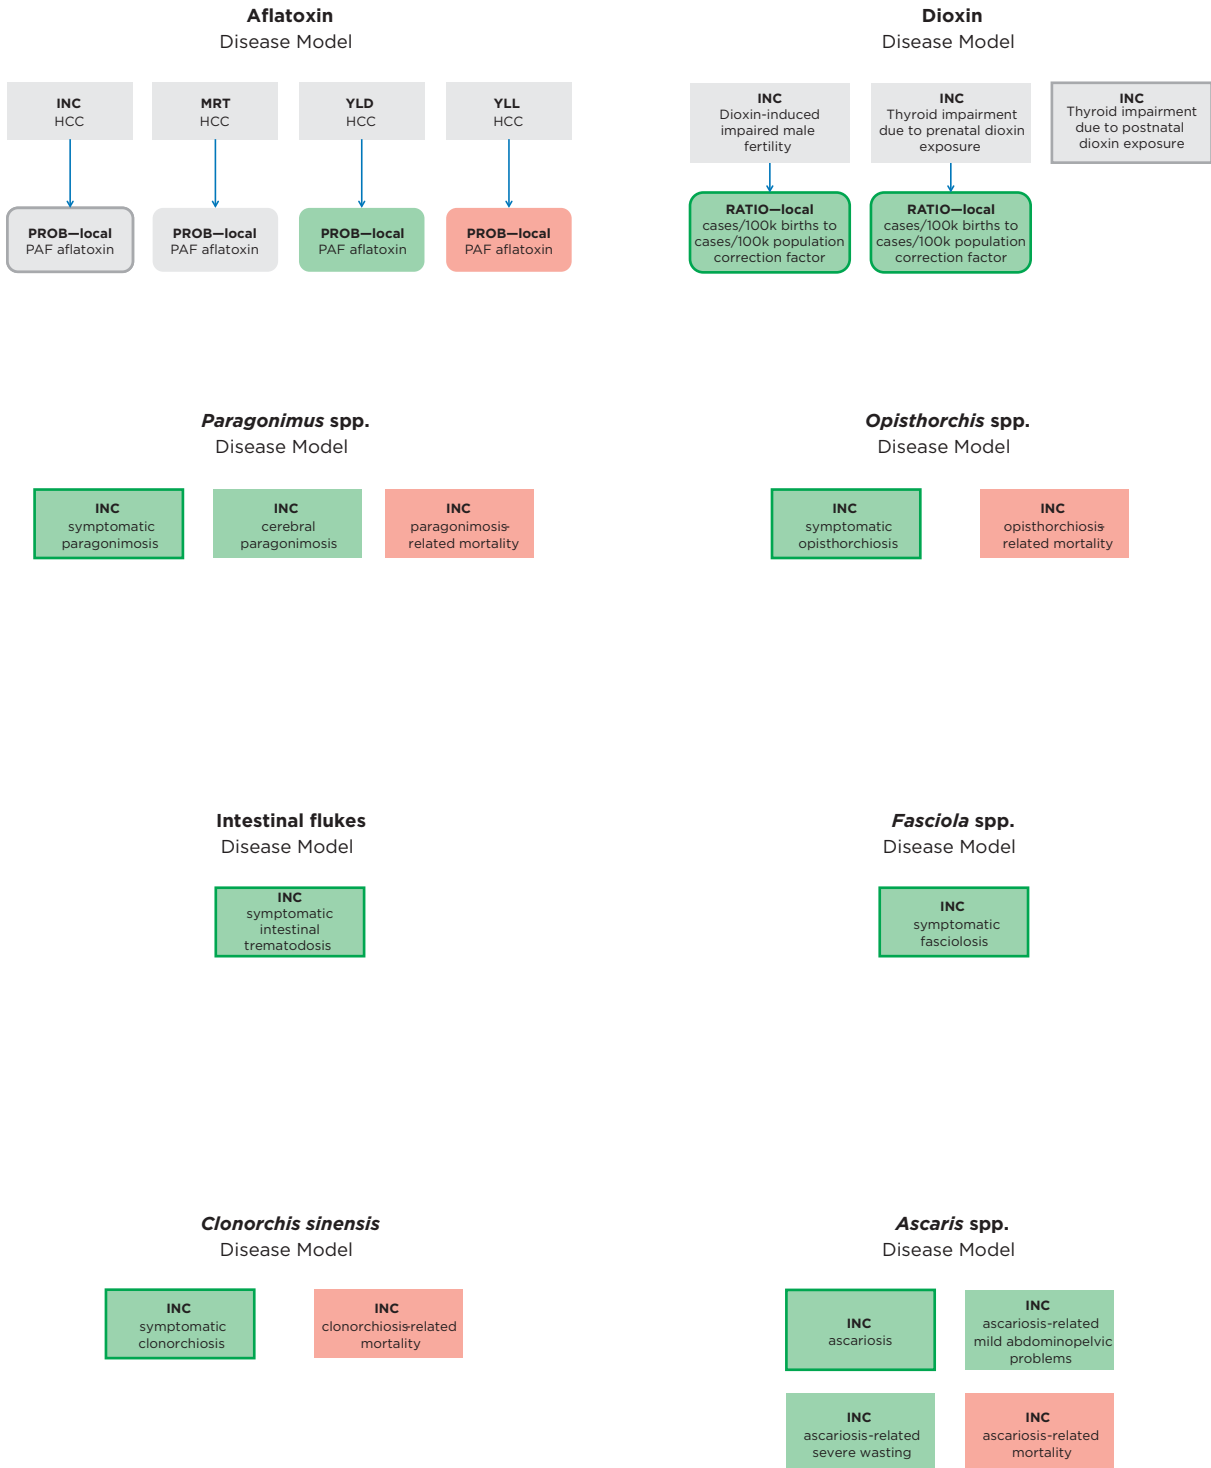 Aflatoxin
Disease Model
INC
HCC
MRT
HCC
YLD
HCC
YLL
HCC
PROB—local
PAF aflatoxin
PROB—local
PAF aflatoxin
PROB—local
PAF aflatoxin
PROB—local
PAF aflatoxin
Dioxin
Disease Model
INC
Dioxin-induced
impaired male
fertility
INC
Thyroid impairment
due to prenatal dioxin
exposure
INC
Thyroid impairment
due to postnatal
dioxin exposure
RATIO—local
cases/100k births to
cases/100k population
correction factor
RATIO—local
cases/100k births to
cases/100k population
correction factor
Paragonimus spp.
Disease Model
INC
symptomatic
paragonimosis
INC
cerebral
paragonimosis
INC
paragonimosis-
related mortality
Opisthorchis spp.
Disease Model
INC
symptomatic
opisthorchiosis
INC
opisthorchiosis-
related mortality
Intestinal flukes
Disease Model
INC
symptomatic
intestinal
trematodosis
Fasciola spp.
Disease Model
INC
symptomatic
fasciolosis
Clonorchis sinensis
Disease Model
INC
symptomatic
clonorchiosis
INC
clonorchiosis-related
mortality
Ascaris spp.
Disease Model
INC
ascariosis
INC
ascariosis-related
mild abdominopelvic
problems
INC
ascariosis-related
severe wasting
INC
ascariosis-related
mortality